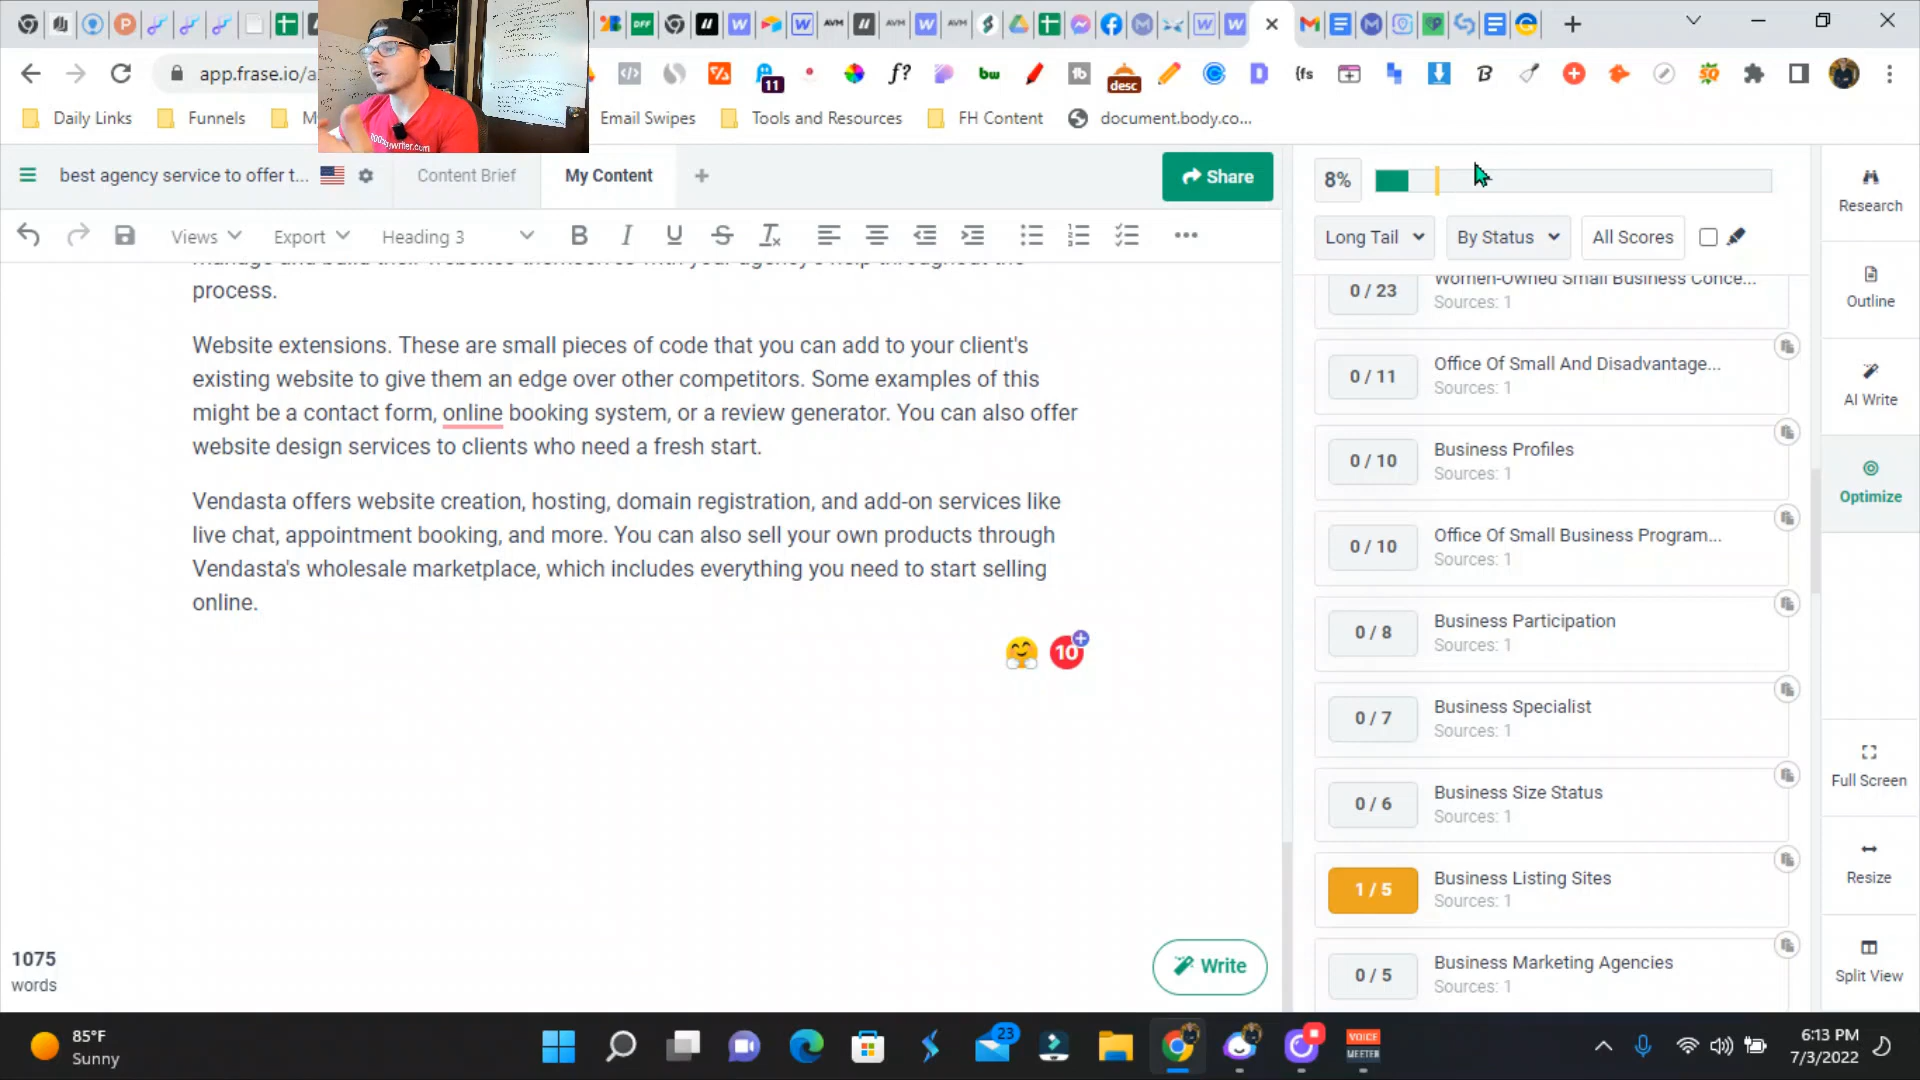 app.frase.io/a
11
desc
Daily Links
Funnels
Email Swipes
Tools and Resources
FH Content
document.body.co...
best agency service to offer t...
Content Brief
My Content
Share
8%
Research
Views
Export
Heading 3
Long Tail
By Status
All Scores
process.
Website extensions. These are small pieces of code that you can add to your client's
existing website to give them an edge over other competitors. Some examples of this
might be a contact form, online booking system, or a review generator. You can also offer
website design services to clients who need a fresh start.
Vendasta offers website creation, hosting, domain registration, and add-on services like
live chat, appointment booking, and more. You can also sell your own products through
Vendasta's wholesale marketplace, which includes everything you need to start selling
online.
10
0 / 23
Women-Owned Small Business Conce...
Sources: 1
0 / 11
Office Of Small And Disadvantage...
Sources: 1
0 / 10
Business Profiles
Sources: 1
0 / 10
Office Of Small Business Program...
Sources: 1
0 / 8
Business Participation
Sources: 1
0 / 7
Business Specialist
Sources: 1
0 / 6
Business Size Status
Sources: 1
1 / 5
Business Listing Sites
Sources: 1
0 / 5
Business Marketing Agencies
Sources: 1
Outline
AI Write
Optimize
Full Screen
Resize
Split View
1075
words
Write
85°F
Sunny
23
VOICE
MEETER
6:13 PM
7/3/2022